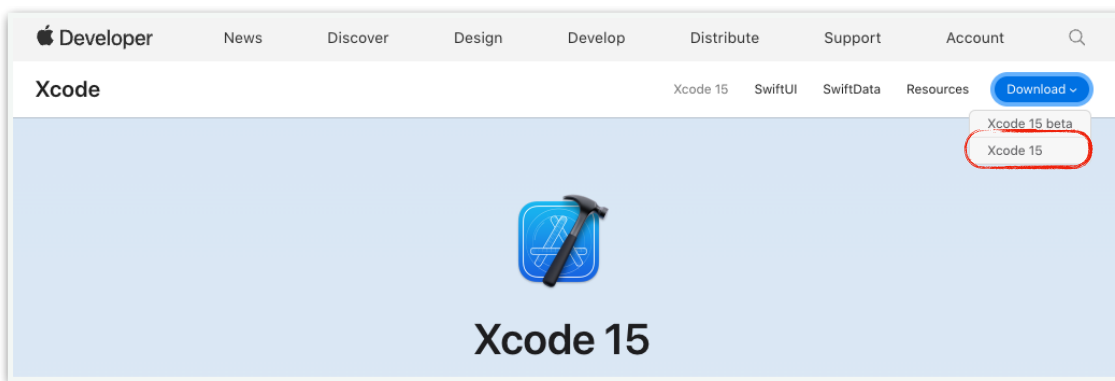 Developer News Discover Design Develop Distribute Support Account
Xcode Xcode 15 SwiftUI SwiftData Resources Download
Xcode 15 beta
Xcode 15
Xcode 15